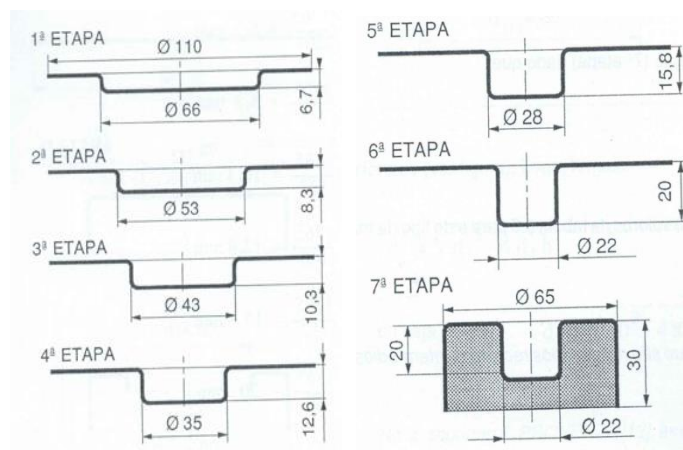 1ª ETAPA
Ø 110
Ø 66
6,7
2ª ETAPA
Ø 53
8,3
3ª ETAPA
Ø 43
10,3
4ª ETAPA
Ø 35
12,6
5ª ETAPA
Ø 28
15,8
6ª ETAPA
20
Ø 22
7ª ETAPA
Ø 65
20
30
Ø 22